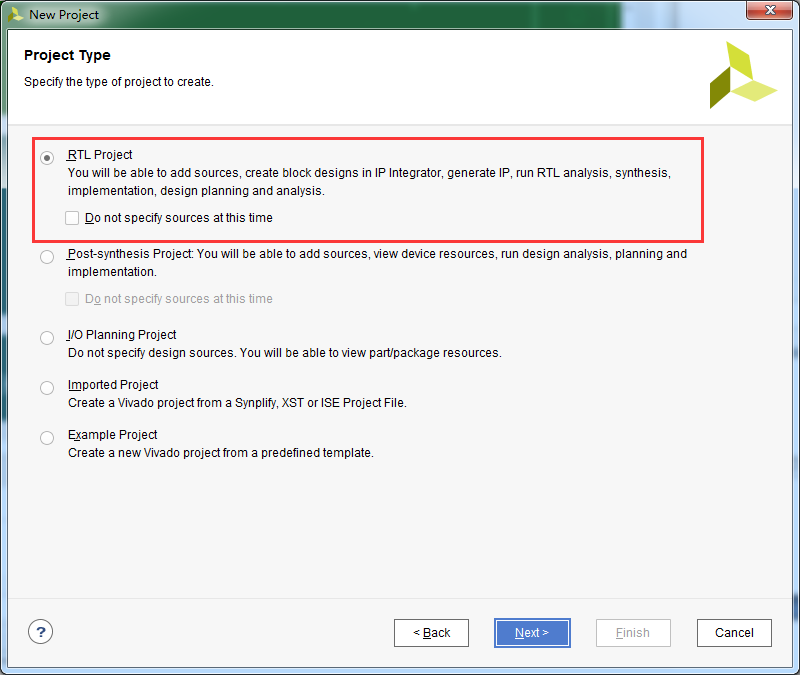 New Project
Project Type
Specify the type of project to create.
RTL Project
You will be able to add sources, create block designs in IP Integrator, generate IP, run RTL analysis, synthesis,
implementation, design planning and analysis.
Do not specify sources at this time
Post-synthesis Project: You will be able to add sources, view device resources, run design analysis, planning and
implementation.
Do not specify sources at this time
I/O Planning Project
Do not specify design sources. You will be able to view part/package resources.
Imported Project
Create a Vivado project from a Synplify, XST or ISE Project File.
Example Project
Create a new Vivado project from a predefined template.
?
< Back
Next >
Finish
Cancel